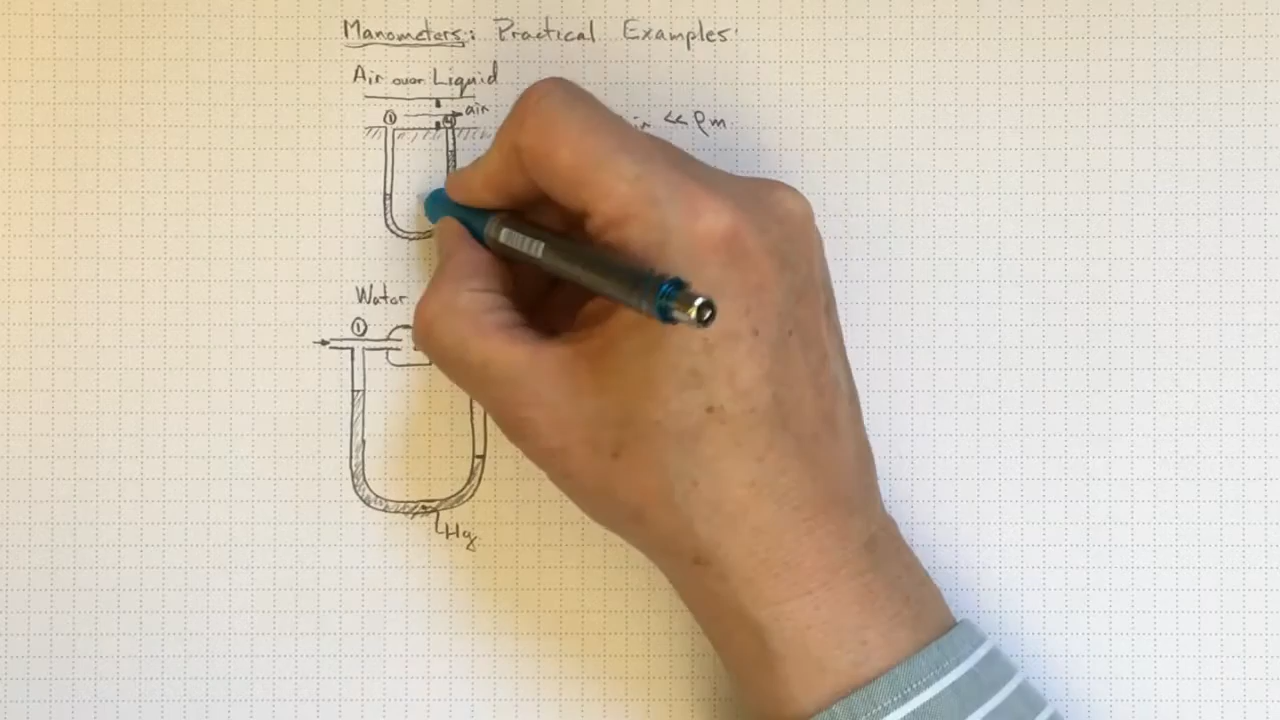 Manometers: Practical Examples
Air over Liquid
① air
≪ ρm.
Water
①
Hg